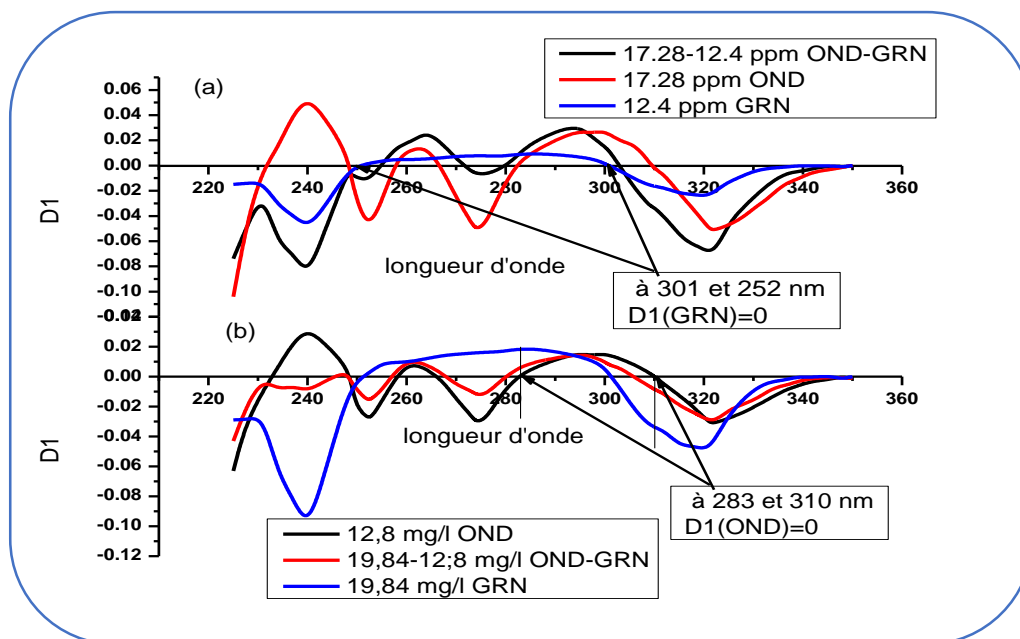 17.28-12.4 ppm OND-GRN
17.28 ppm OND
12.4 ppm GRN
(a)
0.06
0.04
0.02
0.00
-0.02
-0.04
-0.06
-0.08
-0.10
D1
220 240 260 280 300 320 340 360
longueur d'onde
à 301 et 252 nm
D1(GRN)=0
(b)
0.02
0.00
-0.02
-0.04
-0.06
-0.08
-0.10
-0.12
D1
220 240 260 280 300 320 340 360
longueur d'onde
à 283 et 310 nm
D1(OND)=0
12,8 mg/l OND
19,84-12;8 mg/l OND-GRN
19,84 mg/l GRN